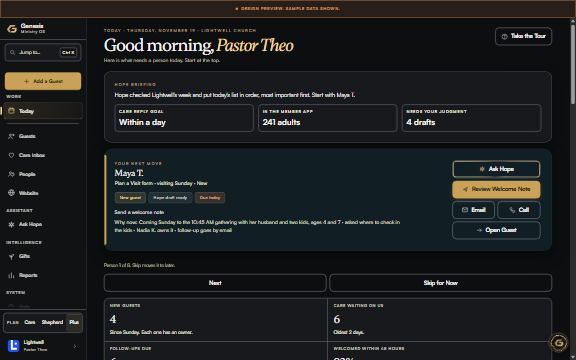 DESIGN PREVIEW. SAMPLE DATA SHOWN.
Genesis
Ministry OS
Jump to...
Ctrl K
+ Add a Guest
WORK
Today
Guests
Care Inbox
People
Website
ASSISTANT
Ask Hope
INTELLIGENCE
Gifts
Reports
SYSTEM
PLAN Care Shepherd Plus
Lightwell
Pastor Theo
TODAY · THURSDAY, NOVEMBER 19 · LIGHTWELL CHURCH
Good morning, Pastor Theo
Here is what needs a person today. Start at the top.
Take the Tour
HOPE BRIEFING
Hope checked Lightwell's week and put today's list in order, most important first. Start with Maya T.
CARE REPLY GOAL
Within a day
IN THE MEMBER APP
241 adults
NEEDS YOUR JUDGMENT
4 drafts
YOUR NEXT MOVE
Maya T.
Plan a Visit form · visiting Sunday · New
New guest
Hope draft ready
Due today
Send a welcome note
Why now: Coming Sunday to the 10:45 AM gathering with her husband and two kids, ages 4 and 7 · asked where to check in
the kids · Nadia K. owns it · follow-up goes by email
Ask Hope
Review Welcome Note
Email
Call
Open Guest
Person 1 of 8. Skip moves it to later.
Next
Skip for Now
NEW GUESTS
4
Since Sunday. Each one has an owner.
CARE WAITING ON US
6
Oldest 2 days.
FOLLOW-UPS DUE
WELCOMED WITHIN 48 HOURS